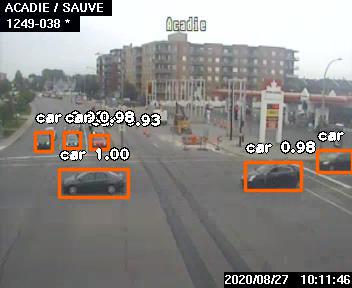 ACADIE / SAUVE
1249-038 *
Acadie
car 0.98
.93
car 1.00
car 0.98
car
2020/08/27 10:11:46